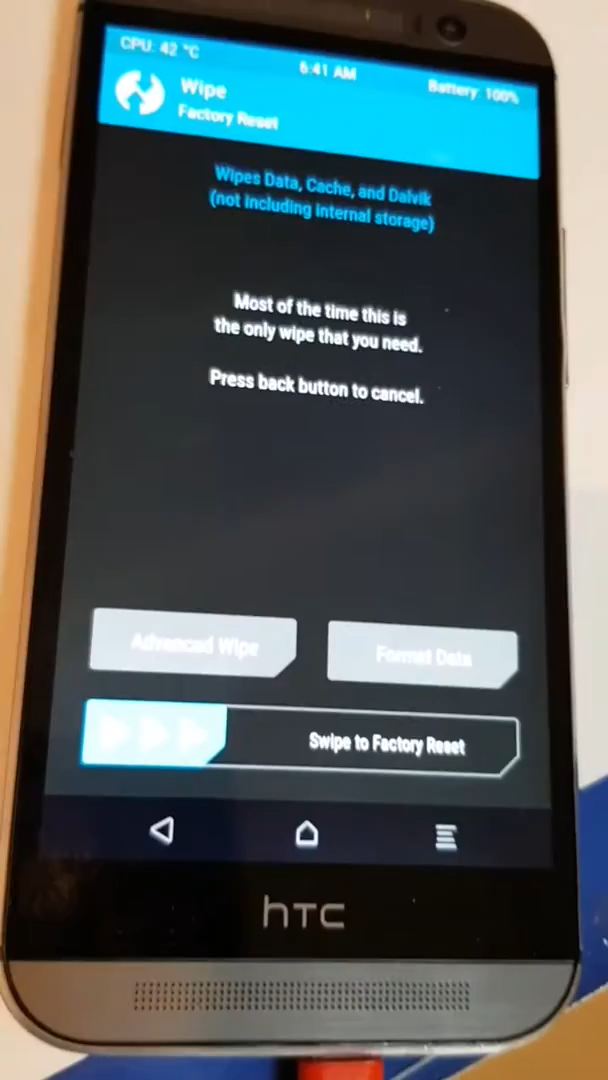 CPU: 42 °C
6:41 AM
Battery: 100%
Wipe
Factory Reset
Wipes Data, Cache, and Dalvik
(not including internal storage)
Most of the time this is
the only wipe that you need.
Press back button to cancel.
Advanced Wipe
Format Data
Swipe to Factory Reset
hTC